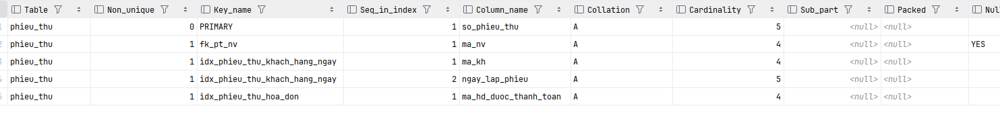 Table Non_unique Key_name Seq_in_index Column_name Collation Cardinality Sub_part Packed Nul
1 phieu_thu 0 PRIMARY 1 so_phieu_thu A 5 <null> <null>
2 phieu_thu 1 fk_pt_nv 1 ma_nv A 4 <null> <null> YES
3 phieu_thu 1 idx_phieu_thu_khach_hang_ngay 1 ma_kh A 4 <null> <null>
4 phieu_thu 1 idx_phieu_thu_khach_hang_ngay 2 ngay_lap_phieu A 5 <null> <null>
5 phieu_thu 1 idx_phieu_thu_hoa_don 1 ma_hd_duoc_thanh_toan A 4 <null> <null>